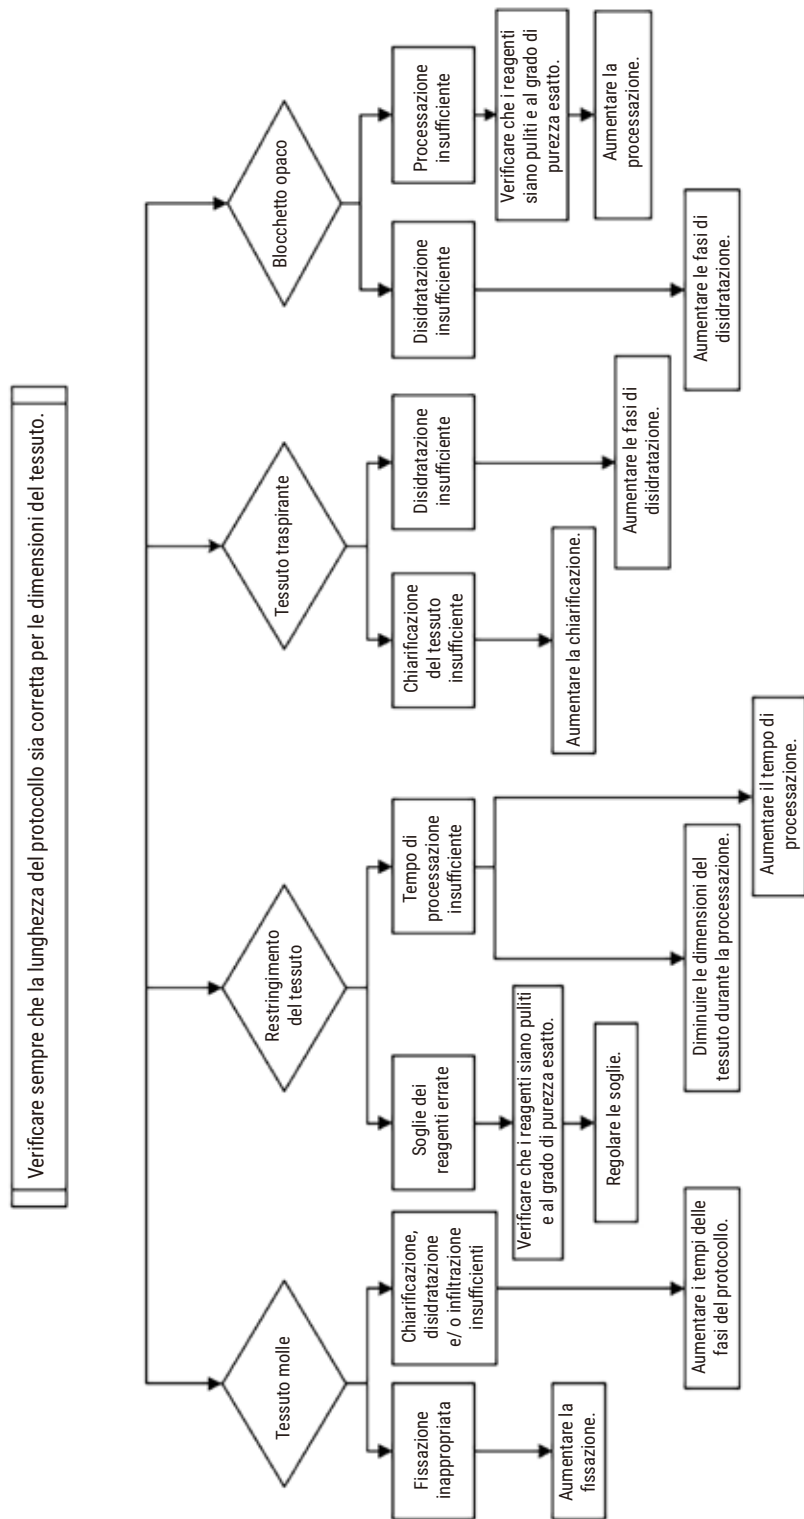 Verificare sempre che la lunghezza del protocollo sia corretta per le dimensioni del tessuto.
Tessuto molle
Fissazione
inappropriata
Aumentare la
fissazione.
Chiarificazione,
disidratazione
e/ o infiltrazione
insufficienti
Aumentare i tempi delle
fasi del protocollo.
Restringimento
del tessuto
Soglie dei
reagenti errate
Verificare che i reagenti siano puliti
e al grado di purezza esatto.
Regolare le soglie.
Tempo di
processazione
insufficiente
Diminuire le dimensioni del
tessuto durante la processazione.
Aumentare il tempo di
processazione.
Tessuto traspirante
Chiarificazione
del tessuto
insufficiente
Aumentare la chiarificazione.
Disidratazione
insufficiente
Aumentare le fasi di
disidratazione.
Blocchetto opaco
Disidratazione
insufficiente
Aumentare le fasi di
disidratazione.
Processazione
insufficiente
Verificare che i reagenti
siano puliti e al grado di
purezza esatto.
Aumentare la
processazione.